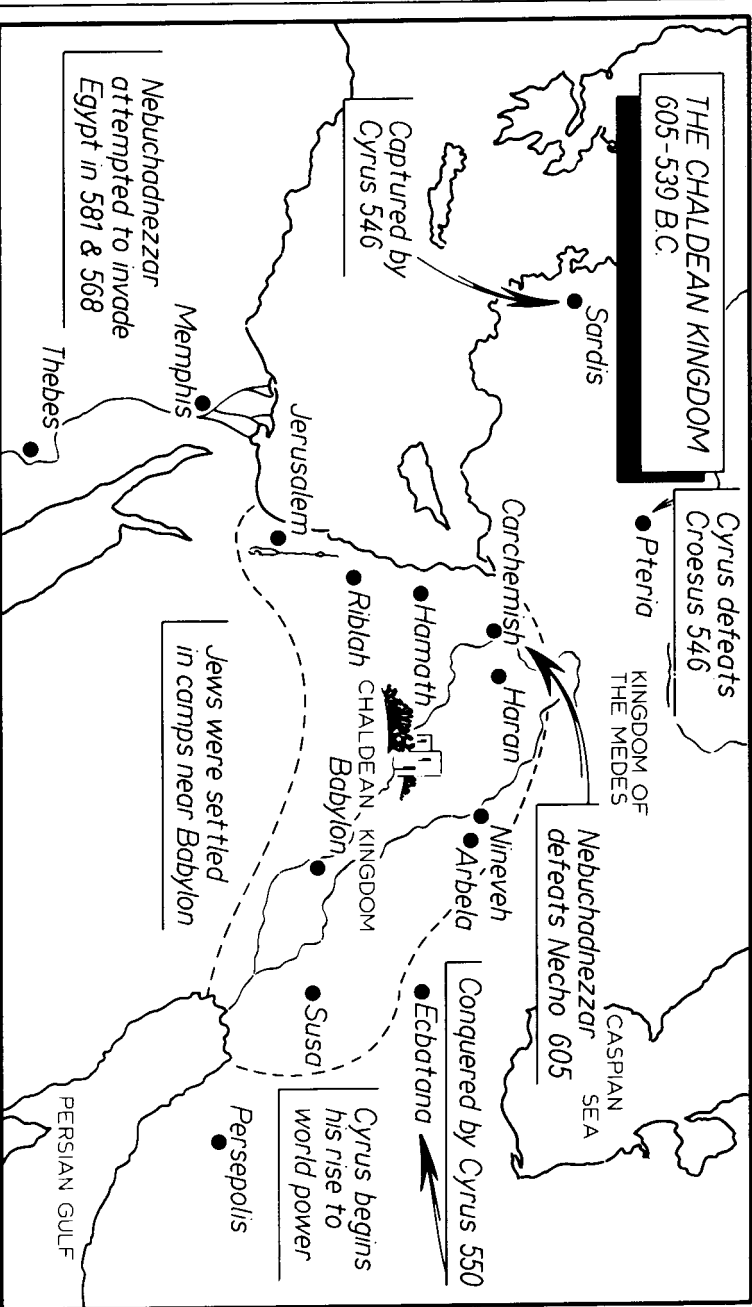 THE CHALDEAN KINGDOM
605-539 B.C.
Cyrus defeats
Croesus 546
Pteria
KINGDOM OF
THE MEDES
CASPIAN
SEA
Nebuchadnezzar
defeats Necho 605
Sardis
Captured by
Cyrus 546
Carchemish
Haran
Nineveh
Arbela
Hamath
Riblah
CHALDEAN KINGDOM
Babylon
Conquered by Cyrus 550
Ecbatana
Susa
Cyrus begins
his rise to
world power
Persepolis
PERSIAN GULF
Jerusalem
Jews were settled
in camps near Babylon
Memphis
Nebuchadnezzar
attempted to invade
Egypt in 581 & 568
Thebes